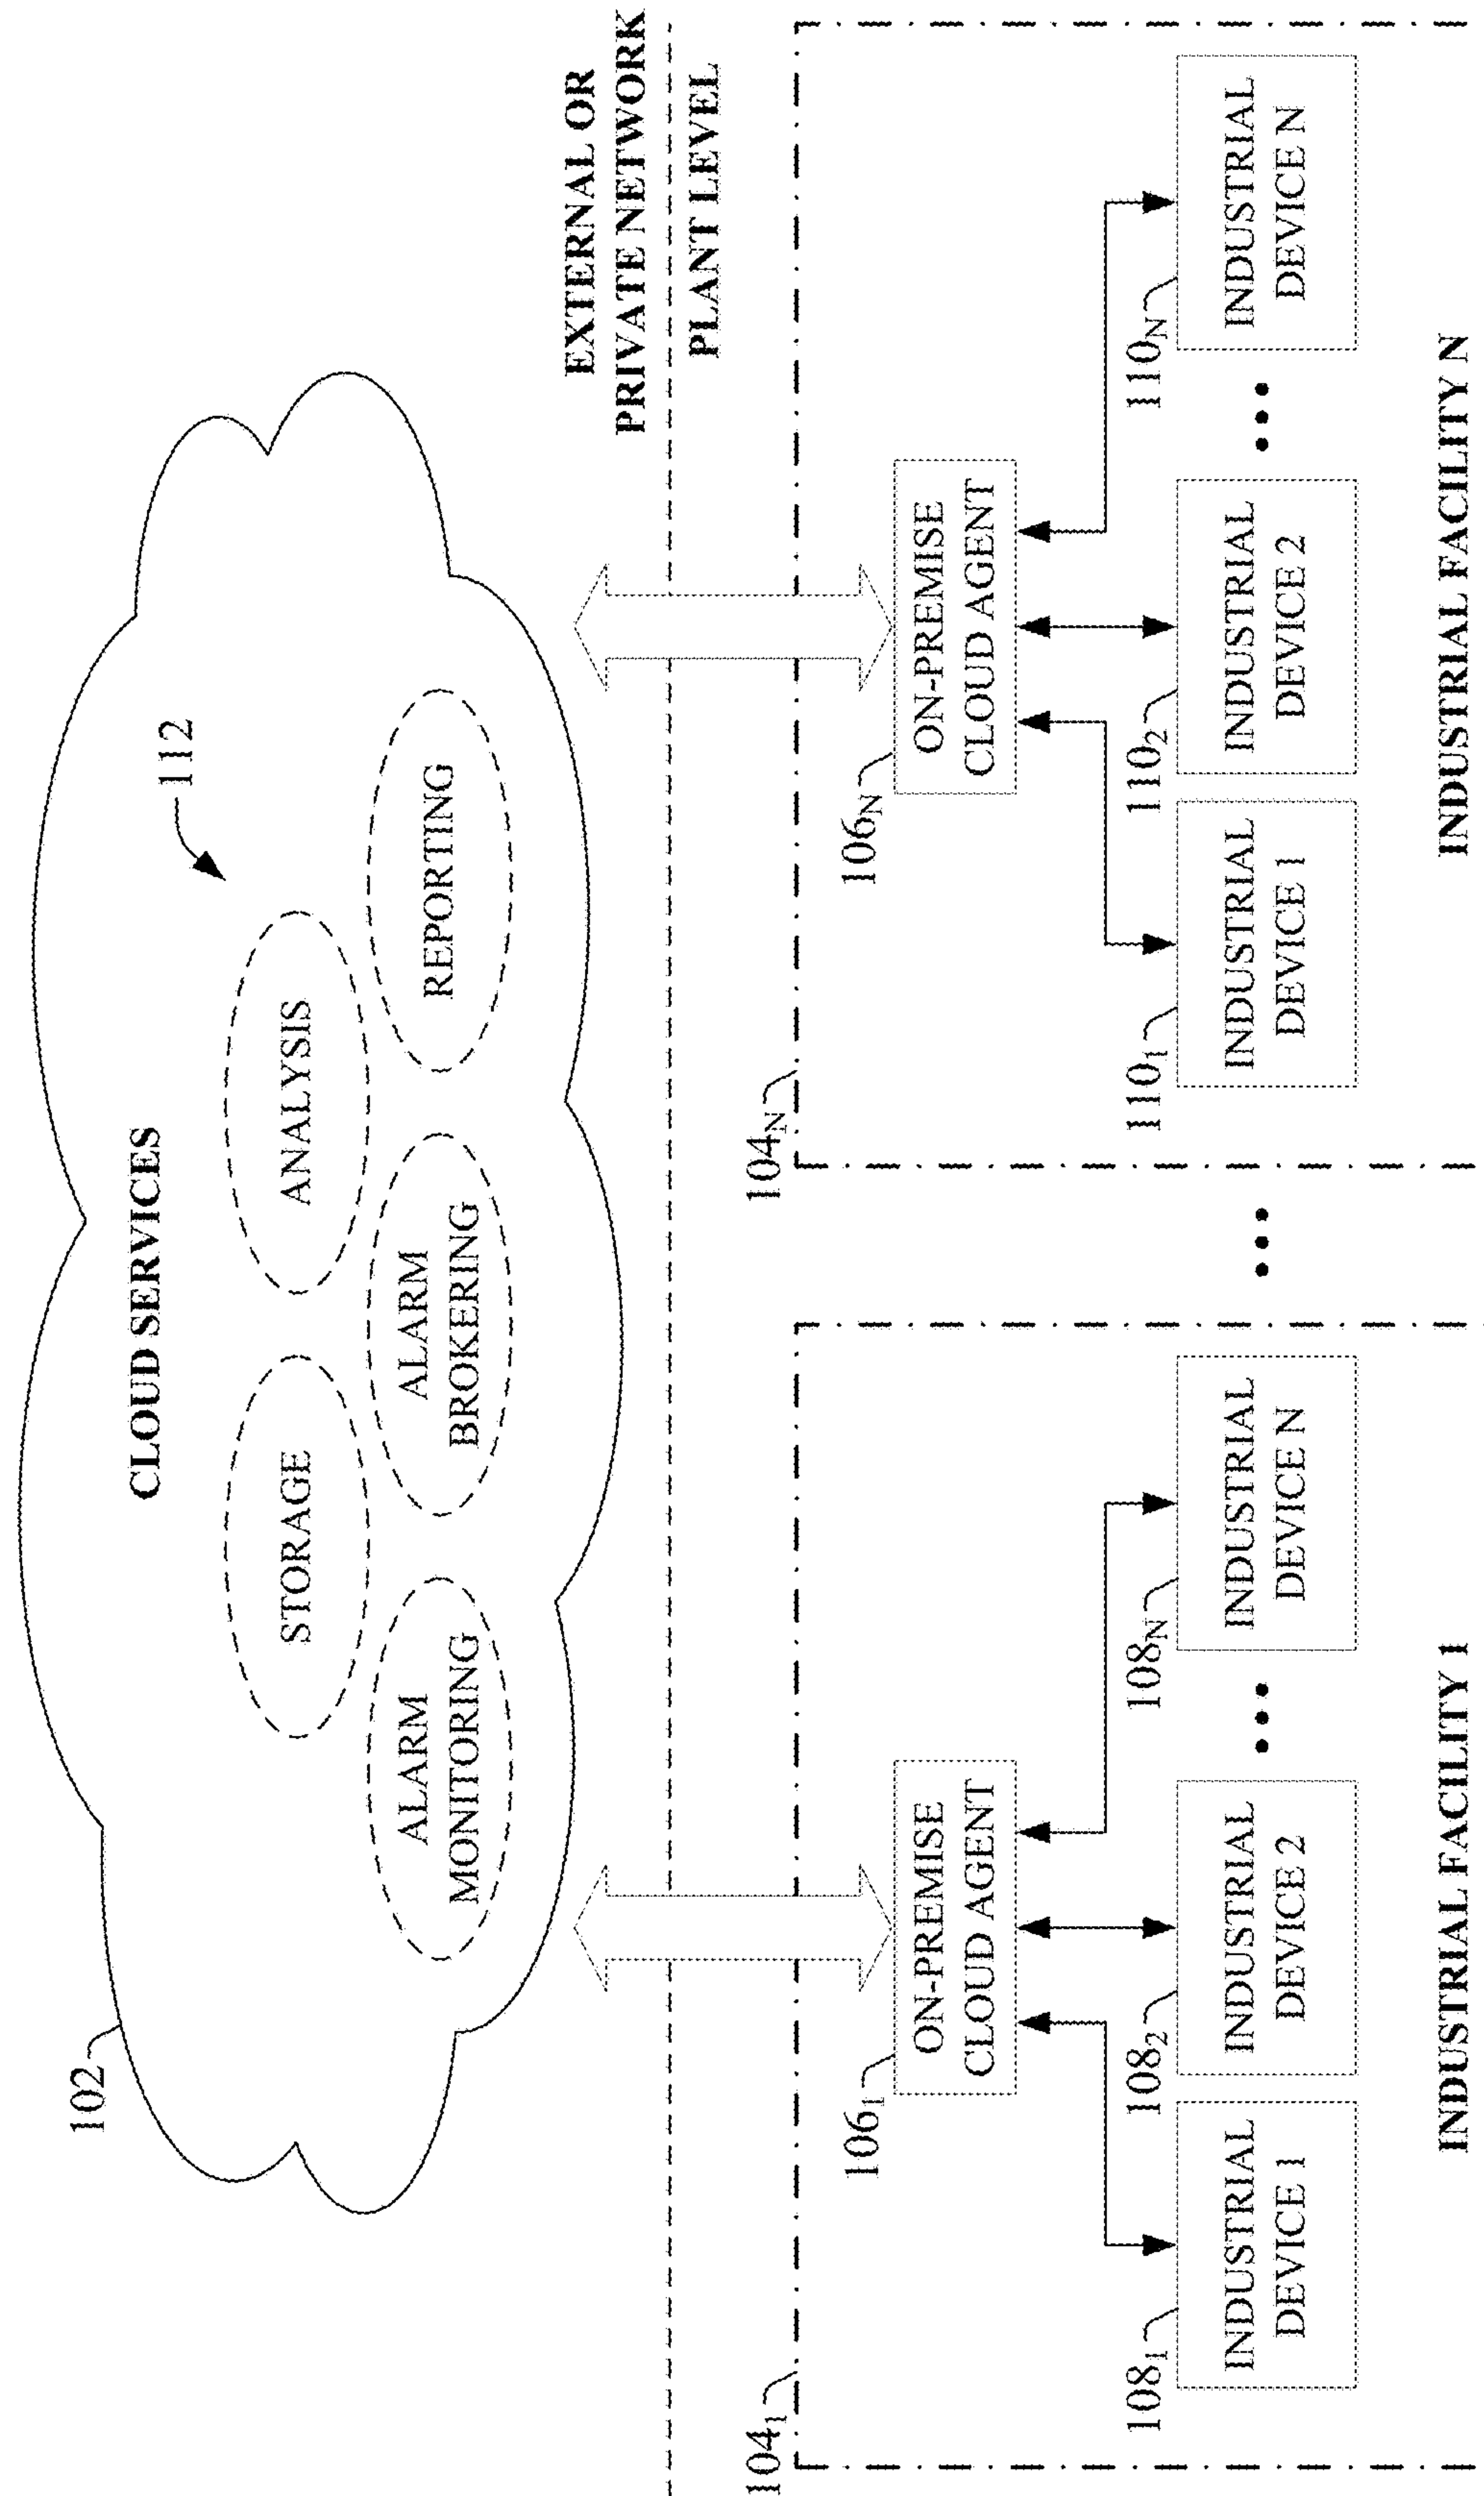 102
CLOUD SERVICES
112
STORAGE
ANALYSIS
ALARM
MONITORING
ALARM
BROKERING
REPORTING
EXTERNAL OR
PRIVATE NETWORK
PLANT LEVEL
104₁
106₁
ON-PREMISE
CLOUD AGENT
108₁
INDUSTRIAL
DEVICE 1
108₂
INDUSTRIAL
DEVICE 2
•••
108N
INDUSTRIAL
DEVICE N
INDUSTRIAL FACILITY 1
•••
104N
106N
ON-PREMISE
CLOUD AGENT
110₁
INDUSTRIAL
DEVICE 1
110₂
INDUSTRIAL
DEVICE 2
•••
110N
INDUSTRIAL
DEVICE N
INDUSTRIAL FACILITY N